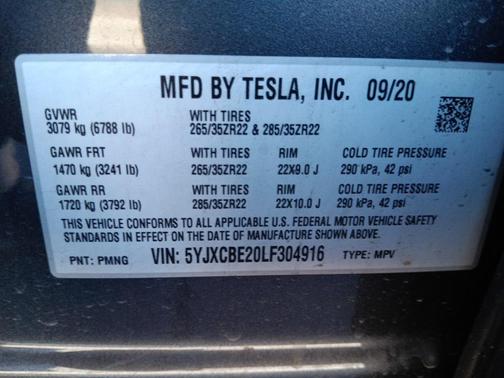 MFD BY TESLA, INC. 09/20
GVWR WITH TIRES
3079 kg (6788 lb) 265/35ZR22 & 285/35ZR22
GAWR FRT WITH TIRES RIM COLD TIRE PRESSURE
1470 kg (3241 lb) 265/35ZR22 22X9.0 J 290 kPa, 42 psi
GAWR RR WITH TIRES RIM COLD TIRE PRESSURE
1720 kg (3792 lb) 285/35ZR22 22X10.0 J 290 kPa, 42 psi
THIS VEHICLE CONFORMS TO ALL APPLICABLE U.S. FEDERAL MOTOR VEHICLE SAFETY
STANDARDS IN EFFECT ON THE DATE OF MANUFACTURE SHOWN ABOVE.
PNT: PMNG VIN: 5YJXCBE20LF304916 TYPE: MPV